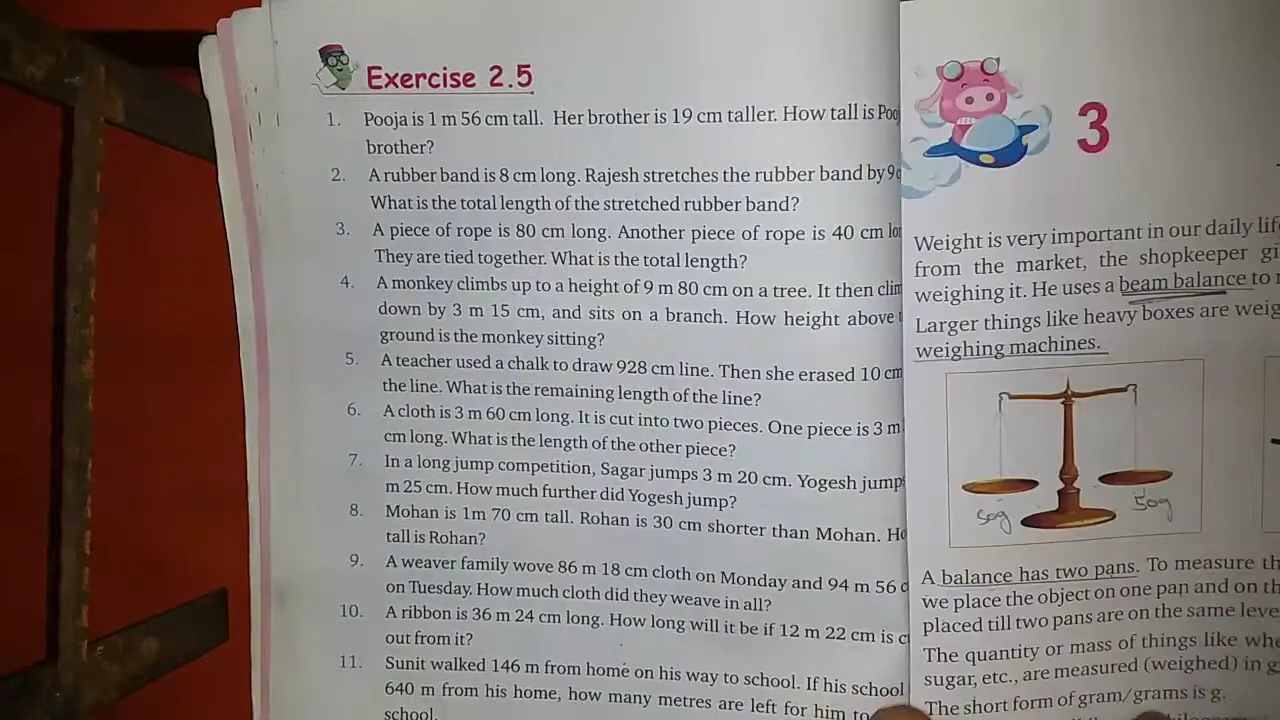 Exercise 2.5
1. Pooja is 1 m 56 cm tall. Her brother is 19 cm taller. How tall is Poo
brother?
2. A rubber band is 8 cm long. Rajesh stretches the rubber band by 9
What is the total length of the stretched rubber band?
3. A piece of rope is 80 cm long. Another piece of rope is 40 cm lo
They are tied together. What is the total length?
4. A monkey climbs up to a height of 9 m 80 cm on a tree. It then clim
down by 3 m 15 cm, and sits on a branch. How height above
ground is the monkey sitting?
5. A teacher used a chalk to draw 928 cm line. Then she erased 10 cm
the line. What is the remaining length of the line?
6. A cloth is 3 m 60 cm long. It is cut into two pieces. One piece is 3 m
cm long. What is the length of the other piece?
7. In a long jump competition, Sagar jumps 3 m 20 cm. Yogesh jump
m 25 cm. How much further did Yogesh jump?
8. Mohan is 1m 70 cm tall. Rohan is 30 cm shorter than Mohan. Ho
tall is Rohan?
9. A weaver family wove 86 m 18 cm cloth on Monday and 94 m 56 c
on Tuesday. How much cloth did they weave in all?
10. A ribbon is 36 m 24 cm long. How long will it be if 12 m 22 cm is c
out from it?
11. Sunit walked 146 m from home on his way to school. If his school
640 m from his home, how many metres are left for him to
school.
3
Weight is very important in our daily lif
from the market, the shopkeeper gi
weighing it. He uses a beam balance to
Larger things like heavy boxes are weig
weighing machines.
50g
50g
A balance has two pans. To measure th
we place the object on one pan and on th
placed till two pans are on the same leve
The quantity or mass of things like whe
sugar, etc., are measured (weighed) in g
The short form of gram/grams is g.